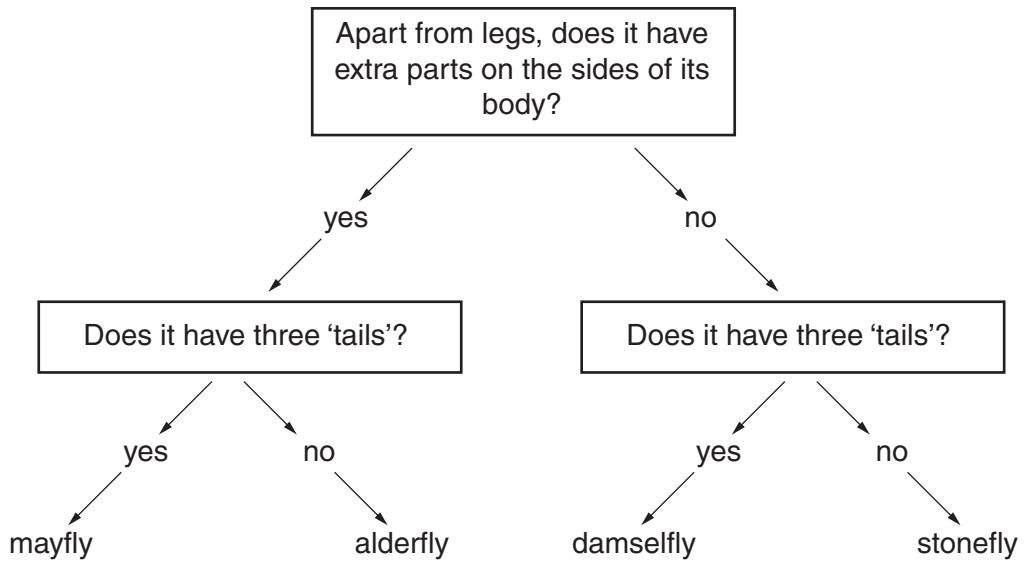 Apart from legs, does it have
extra parts on the sides of its
body?
yes
no
Does it have three ‘tails’?
Does it have three ‘tails’?
yes
no
yes
no
mayfly
alderfly
damselfly
stonefly